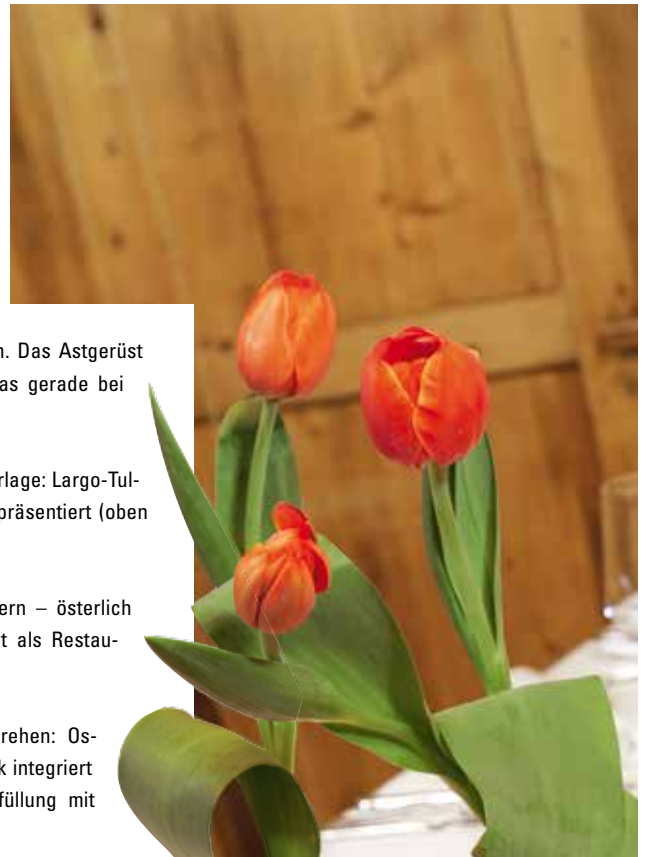 n. Das Astgerüst
as gerade bei
rlage: Largo-Tul-
präsentiert (oben
ern – österlich
t als Restau-
rehen: Os-
k integriert
füllung mit